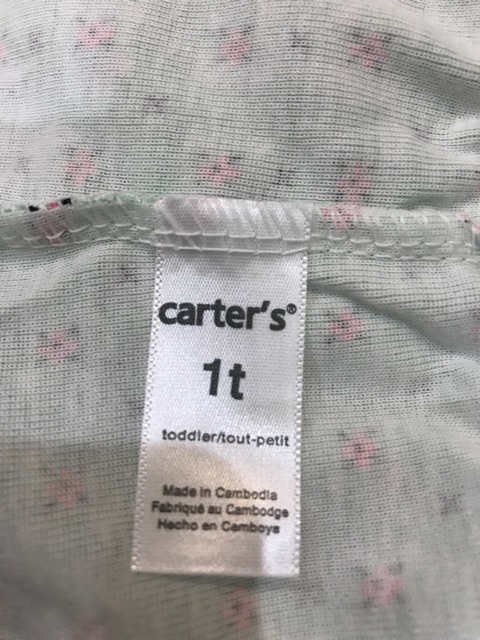 carter's®
1t
toddler/tout-petit
Made in Cambodia
Fabriqué au Cambodge
Hecho en Camboya